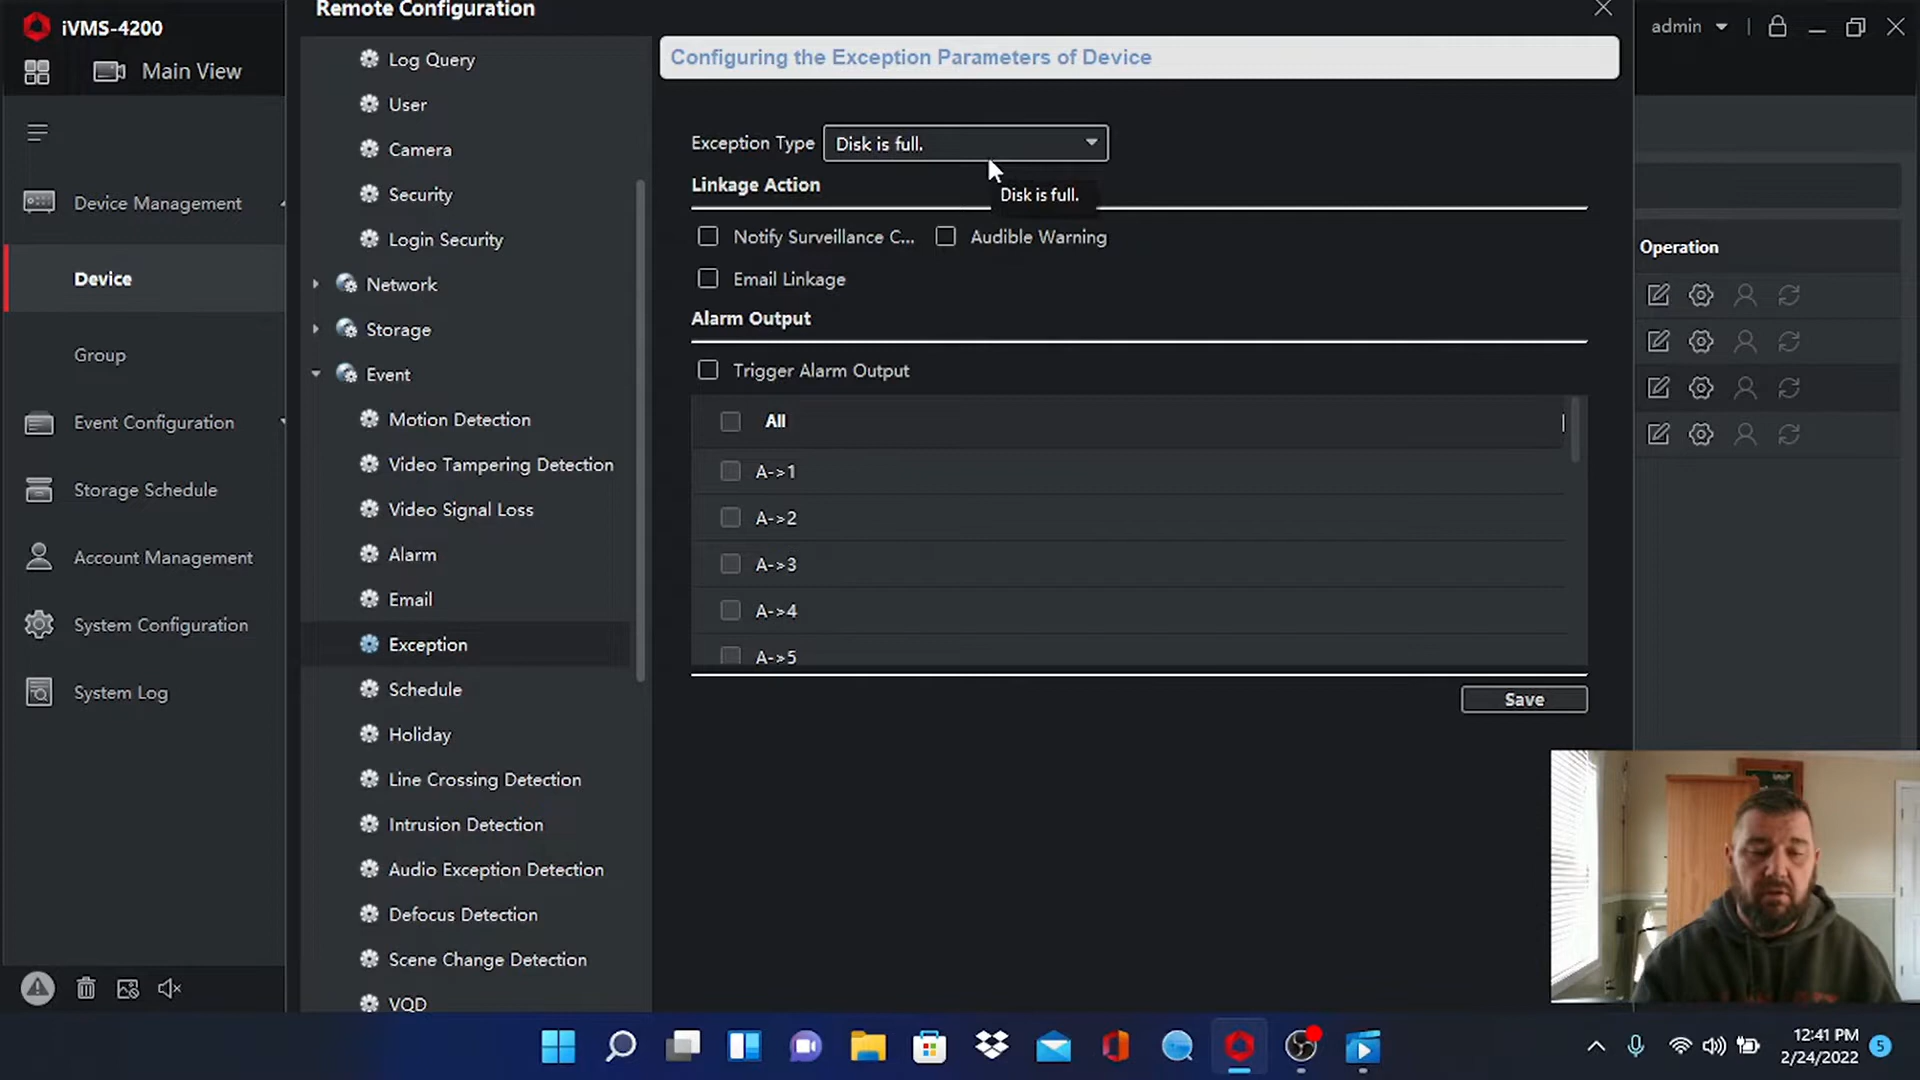 iVMS-4200
Remote Configuration
admin
Main View
Log Query
Configuring the Exception Parameters of Device
User
Camera
Exception Type
Disk is full.
Security
Linkage Action
Disk is full.
Device Management
Login Security
Notify Surveillance C...
Audible Warning
Operation
Device
Network
Email Linkage
Storage
Alarm Output
Group
Event
Trigger Alarm Output
Event Configuration
Motion Detection
All
Video Tampering Detection
A->1
Storage Schedule
Video Signal Loss
A->2
Account Management
Alarm
A->3
Email
A->4
System Configuration
Exception
A->5
System Log
Schedule
Save
Holiday
Line Crossing Detection
Intrusion Detection
Audio Exception Detection
Defocus Detection
Scene Change Detection
VQD
12:41 PM
2/24/2022
5